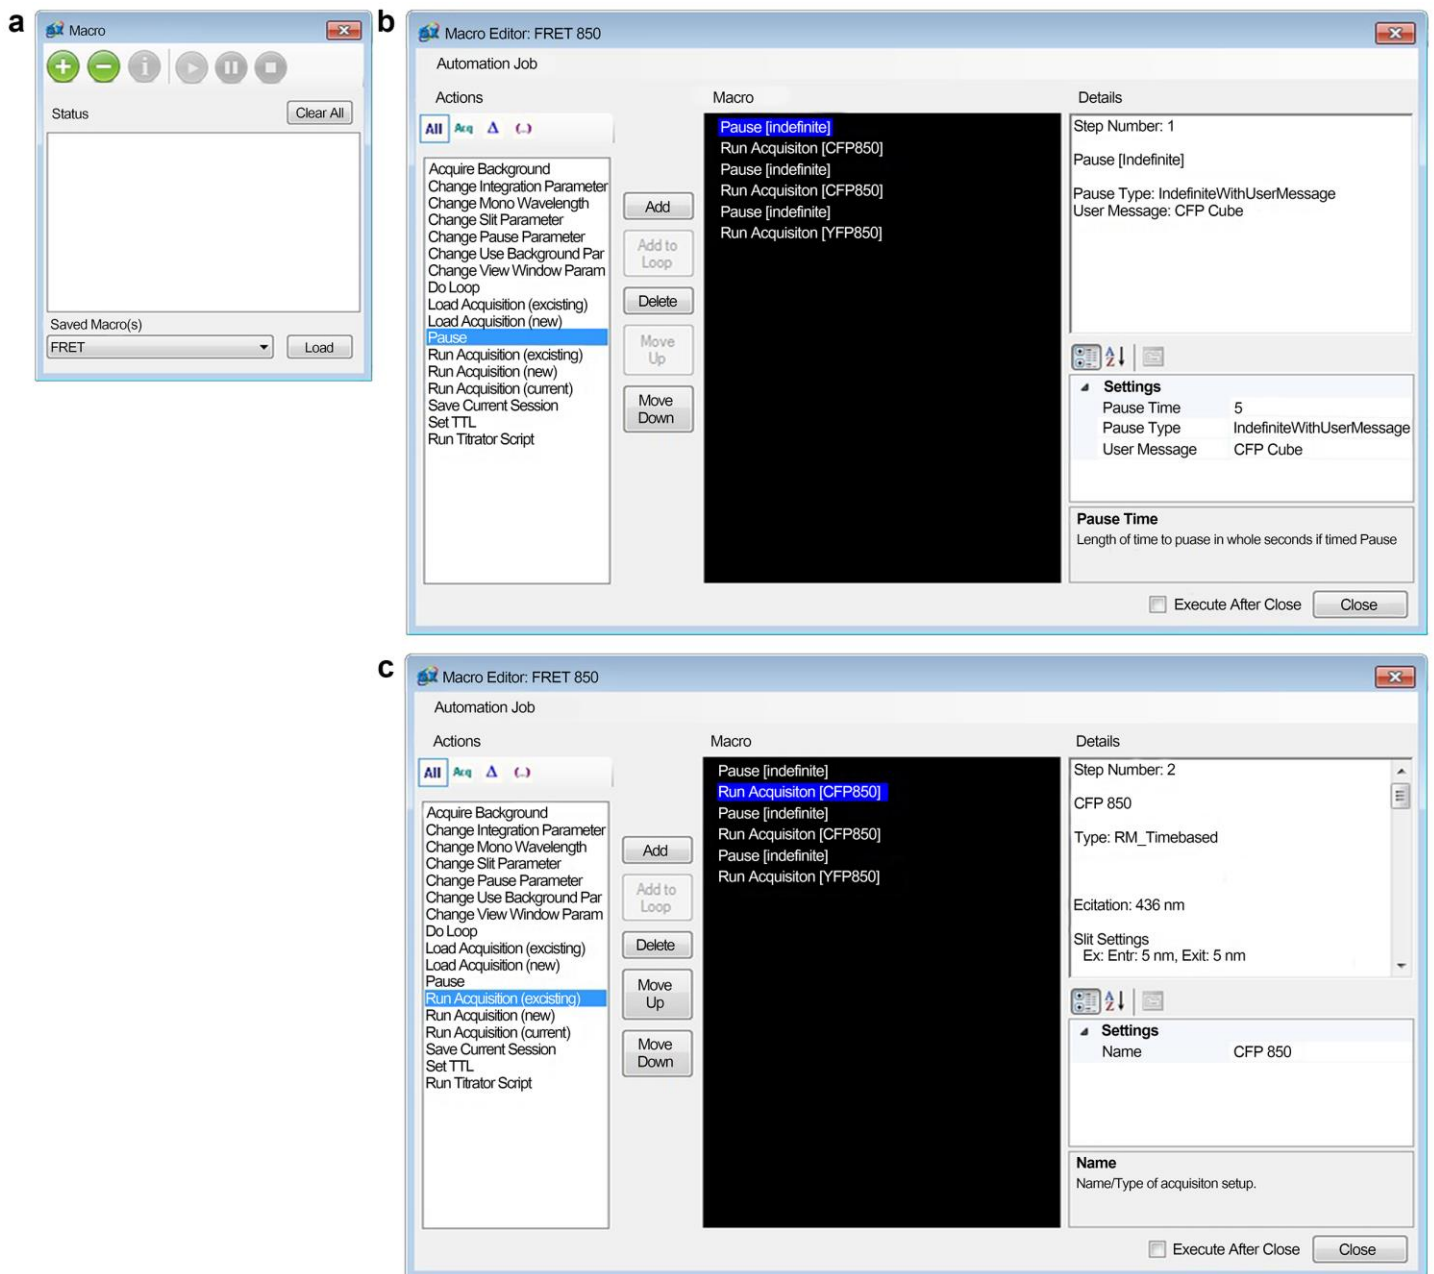 a
Macro
Status
Clear All
Saved Macro(s)
FRET
Load
b
Macro Editor: FRET 850
Automation Job
Actions
All Acq Δ (..)
Acquire Background
Change Integration Parameter
Change Mono Wavelength
Change Slit Parameter
Change Pause Parameter
Change Use Background Par
Change View Window Param
Do Loop
Load Acquisition (excisting)
Load Acquisition (new)
Pause
Run Acquisition (excisting)
Run Acquisition (new)
Run Acquisition (current)
Save Current Session
Set TTL
Run Titrator Script
Add
Add to
Loop
Delete
Move
Up
Move
Down
Macro
Pause [indefinite]
Run Acquisiton [CFP850]
Pause [indefinite]
Run Acquisiton [CFP850]
Pause [indefinite]
Run Acquisiton [YFP850]
Details
Step Number: 1
Pause [Indefinite]
Pause Type: IndefiniteWithUserMessage
User Message: CFP Cube
Settings
Pause Time 5
Pause Type IndefiniteWithUserMessage
User Message CFP Cube
Pause Time
Length of time to puase in whole seconds if timed Pause
Execute After Close
Close
c
Macro Editor: FRET 850
Automation Job
Actions
All Acq Δ (..)
Acquire Background
Change Integration Parameter
Change Mono Wavelength
Change Slit Parameter
Change Pause Parameter
Change Use Background Par
Change View Window Param
Do Loop
Load Acquisition (excisting)
Load Acquisition (new)
Pause
Run Acquisition (excisting)
Run Acquisition (new)
Run Acquisition (current)
Save Current Session
Set TTL
Run Titrator Script
Add
Add to
Loop
Delete
Move
Up
Move
Down
Macro
Pause [indefinite]
Run Acquisiton [CFP850]
Pause [indefinite]
Run Acquisiton [CFP850]
Pause [indefinite]
Run Acquisiton [YFP850]
Details
Step Number: 2
CFP 850
Type: RM_Timebased
Ecitation: 436 nm
Slit Settings
Ex: Entr: 5 nm, Exit: 5 nm
Settings
Name CFP 850
Name
Name/Type of acquisiton setup.
Execute After Close
Close